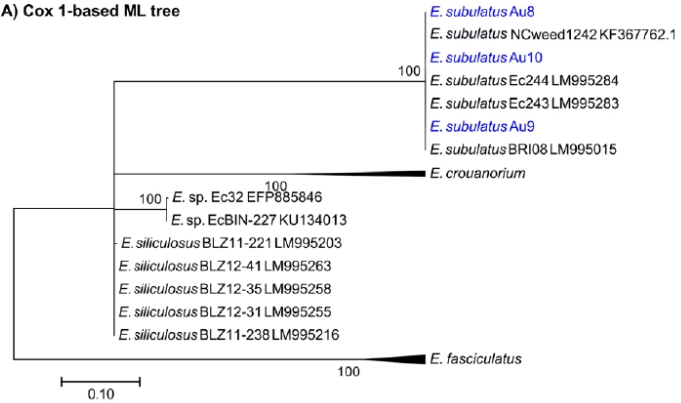 A) Cox 1-based ML tree
E. subulatus Au8
E. subulatus NCweed1242 KF367762.1
E. subulatus Au10
100
E. subulatus Ec244 LM995284
E. subulatus Ec243 LM995283
E. subulatus Au9
E. subulatus BRI08 LM995015
E. crouanorium
100
100
E. sp. Ec32 EFP885846
E. sp. EcBIN-227 KU134013
E. siliculosus BLZ11-221 LM995203
E. siliculosus BLZ12-41 LM995263
E. siliculosus BLZ12-35 LM995258
E. siliculosus BLZ12-31 LM995255
E. siliculosus BLZ11-238 LM995216
E. fasciculatus
100
0.10